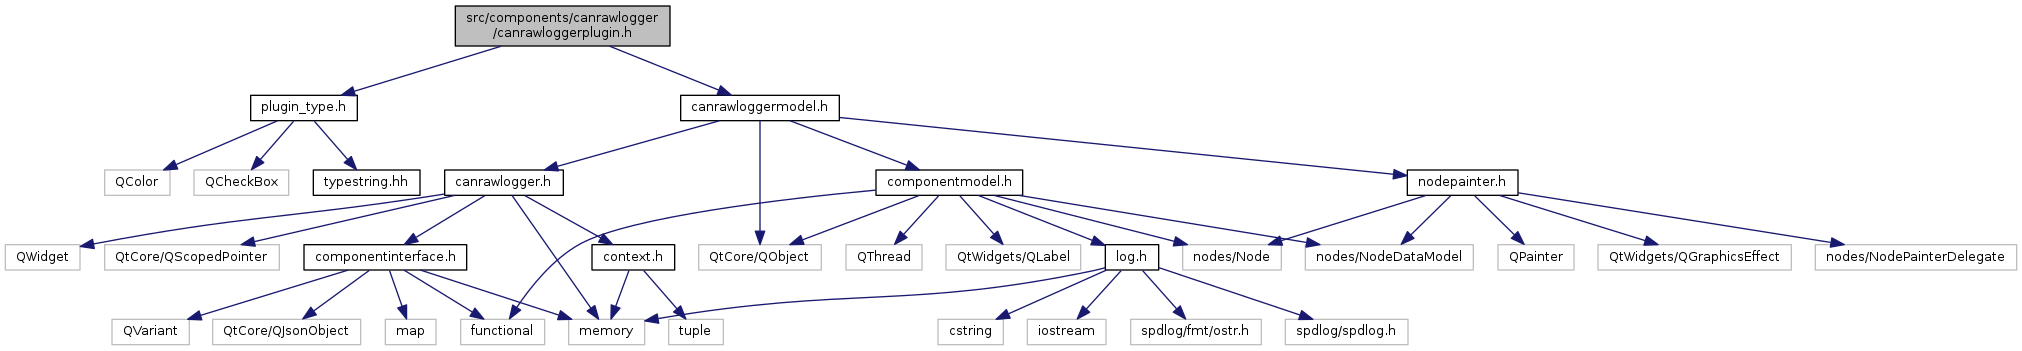 src/components/canrawlogger
/canrawloggerplugin.h
plugin_type.h
canrawloggermodel.h
QColor
QCheckBox
typestring.hh
canrawlogger.h
componentmodel.h
nodepainter.h
QWidget
QtCore/QScopedPointer
componentinterface.h
context.h
QtCore/QObject
QThread
QtWidgets/QLabel
log.h
nodes/Node
nodes/NodeDataModel
QPainter
QtWidgets/QGraphicsEffect
nodes/NodePainterDelegate
QVariant
QtCore/QJsonObject
map
functional
memory
tuple
cstring
iostream
spdlog/fmt/ostr.h
spdlog/spdlog.h